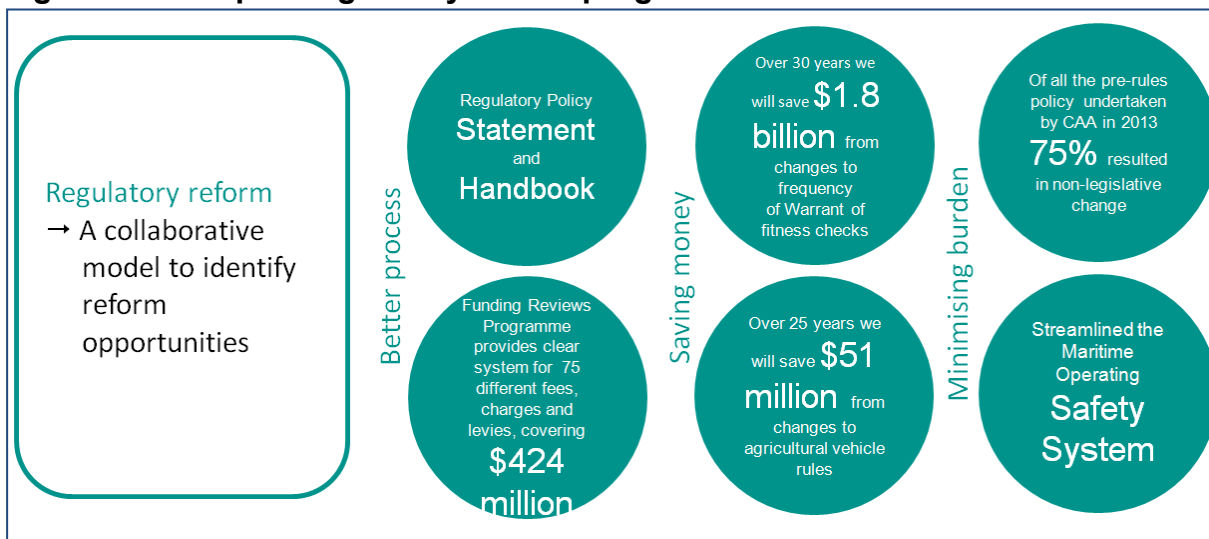 Regulatory reform
→ A collaborative
model to identify
reform
opportunities
Better process
Regulatory Policy
Statement
and
Handbook
Funding Reviews
Programme
provides clear
system for 75
different fees,
charges and
levies, covering
$424
million
Saving money
Over 30 years we
will save $1.8
billion from
changes to
frequency
of Warrant of
fitness checks
Over 25 years we
will save $51
million from
changes to
agricultural vehicle
rules
Minimising burden
Of all the pre-rules
policy undertaken
by CAA in 2013
75% resulted
in non-legislative
change
Streamlined the
Maritime
Operating
Safety
System